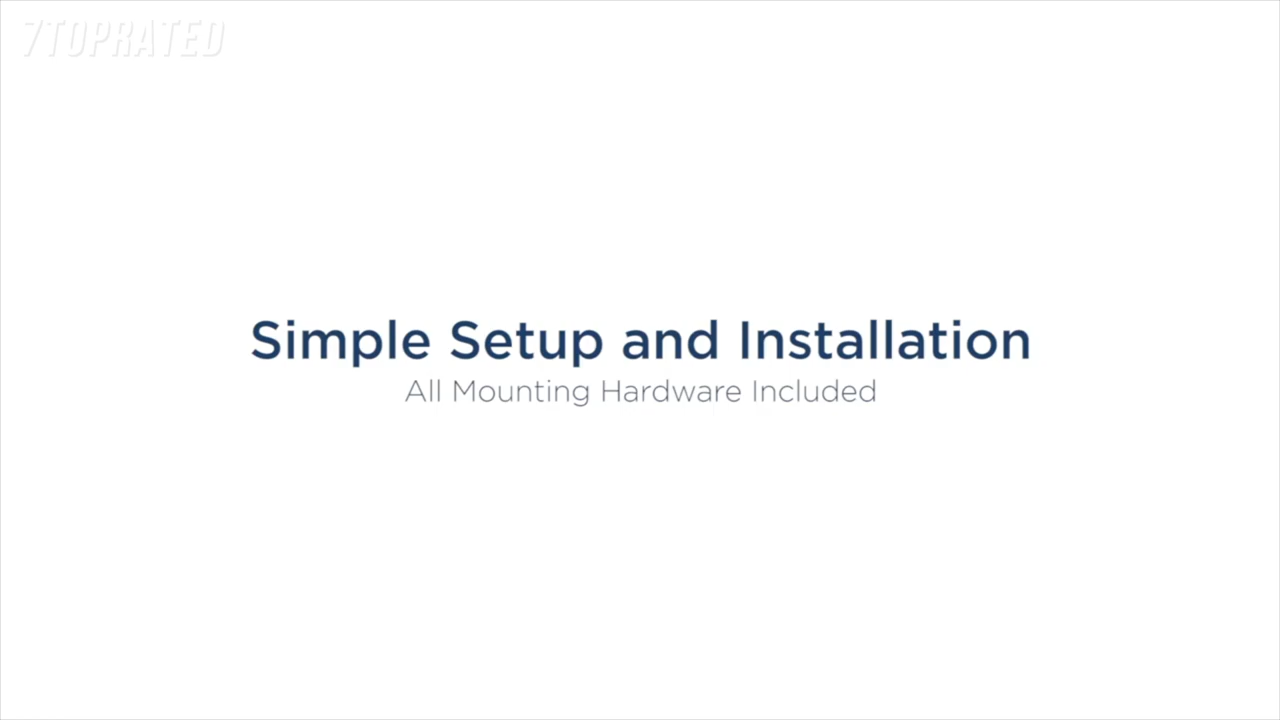 7TOPRATED
Simple Setup and Installation
All Mounting Hardware Included